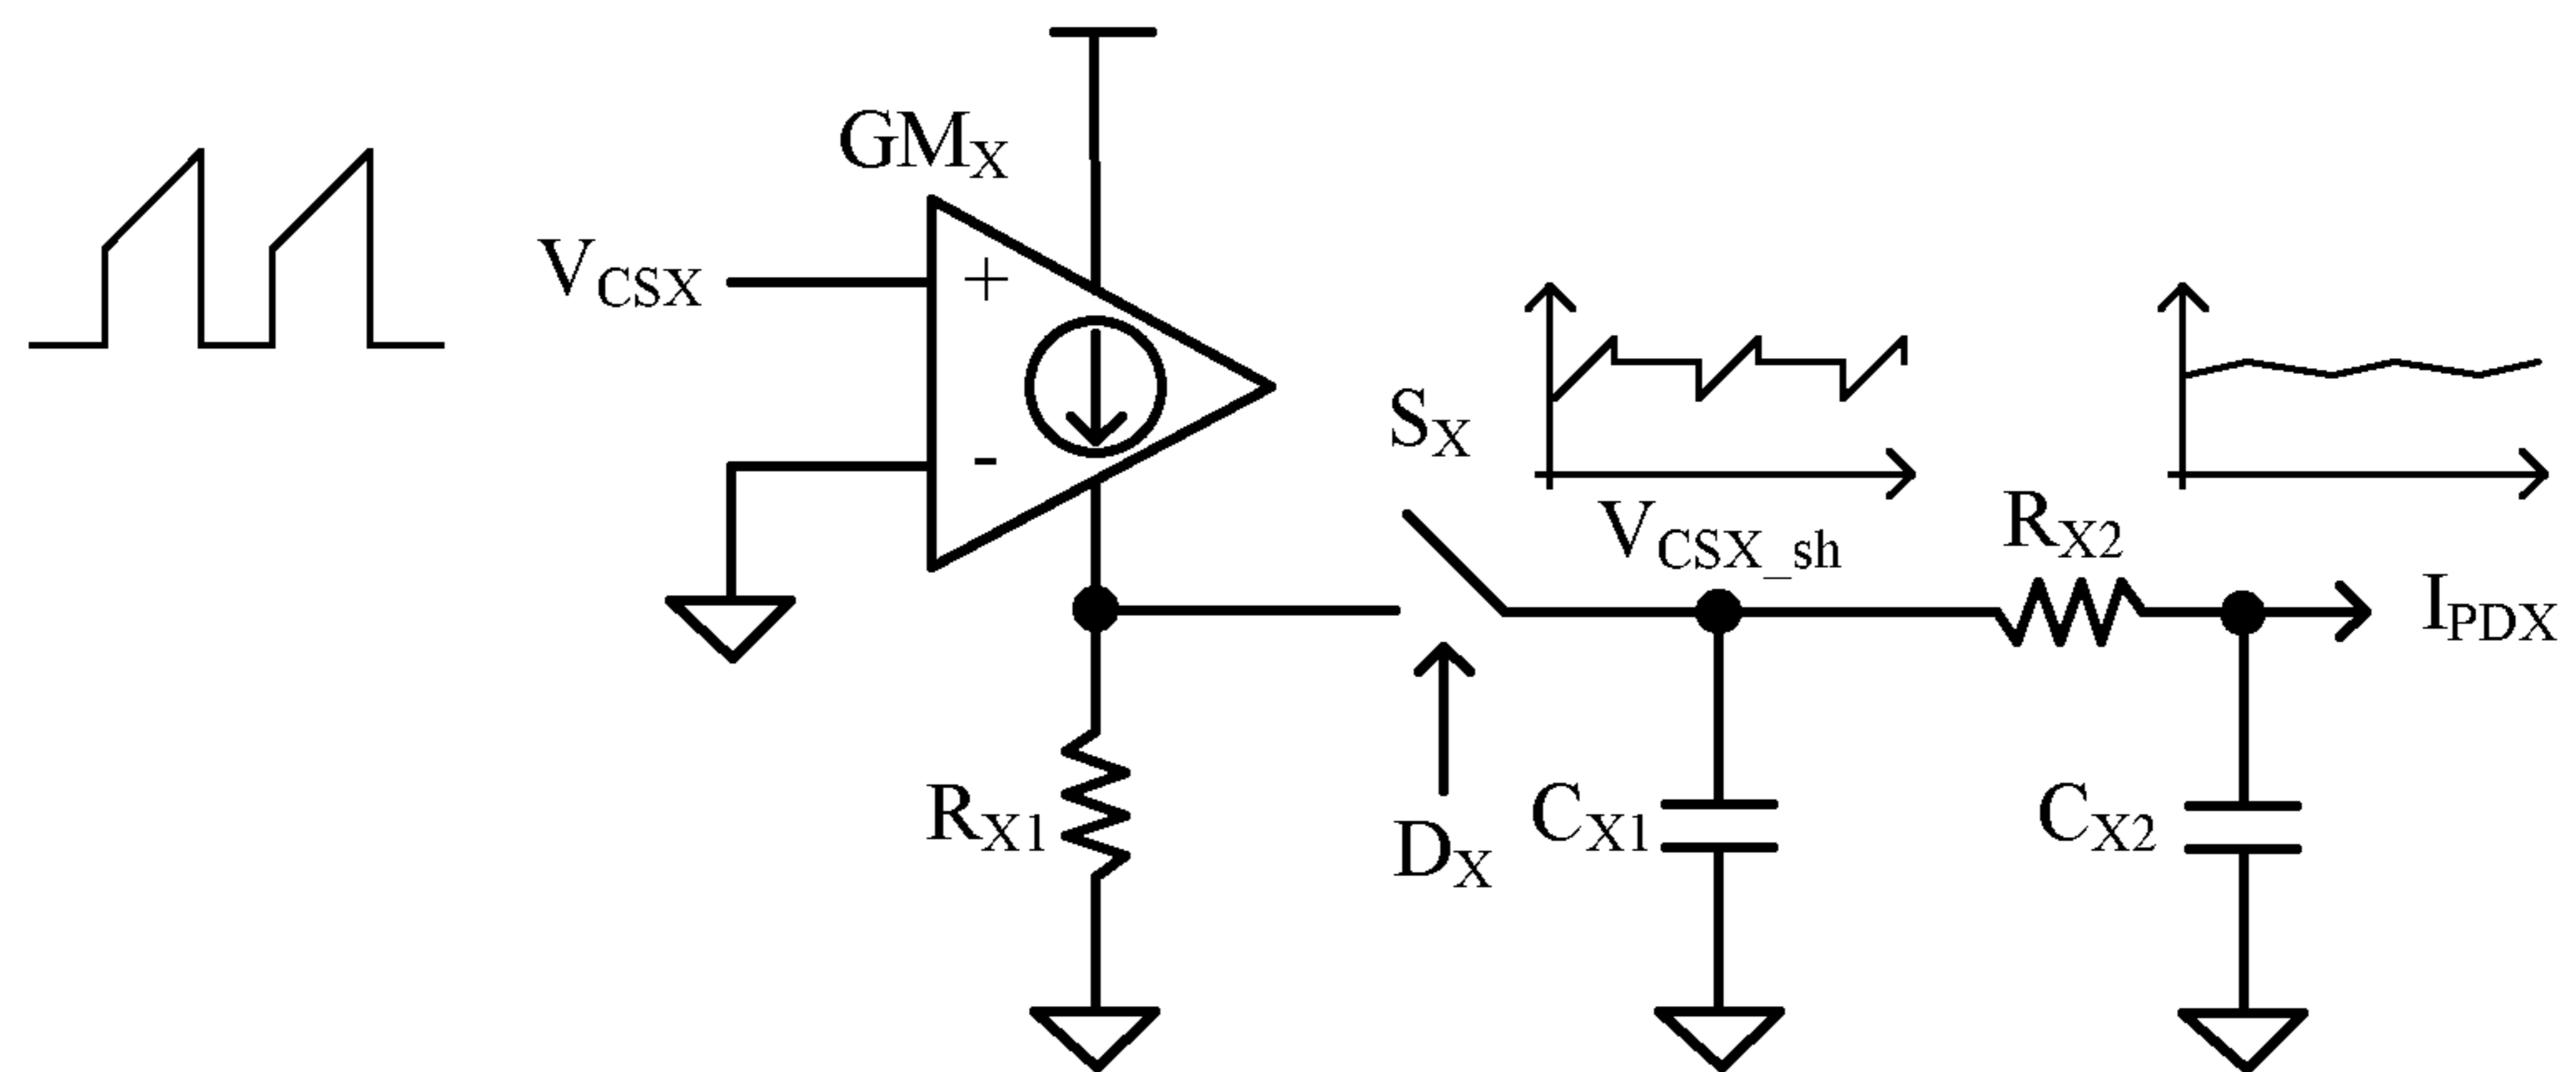 GMX
VCSX
+
-
SX
VCSX_sh
RX2
IPDX
RX1
DX
CX1
CX2